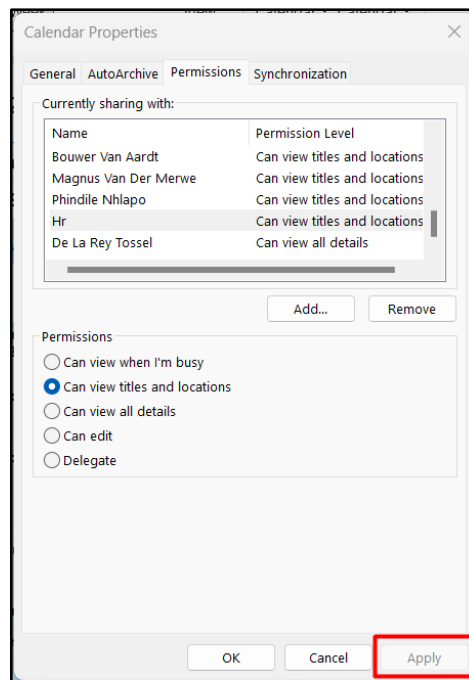 Calendar Properties
General AutoArchive Permissions Synchronization
Currently sharing with:
Name Permission Level
Bouwer Van Aardt Can view titles and locations
Magnus Van Der Merwe Can view titles and locations
Phindile Nhlapo Can view titles and locations
Hr Can view titles and locations
De La Rey Tossel Can view all details
Add... Remove
Permissions
Can view when I'm busy
Can view titles and locations
Can view all details
Can edit
Delegate
OK Cancel Apply